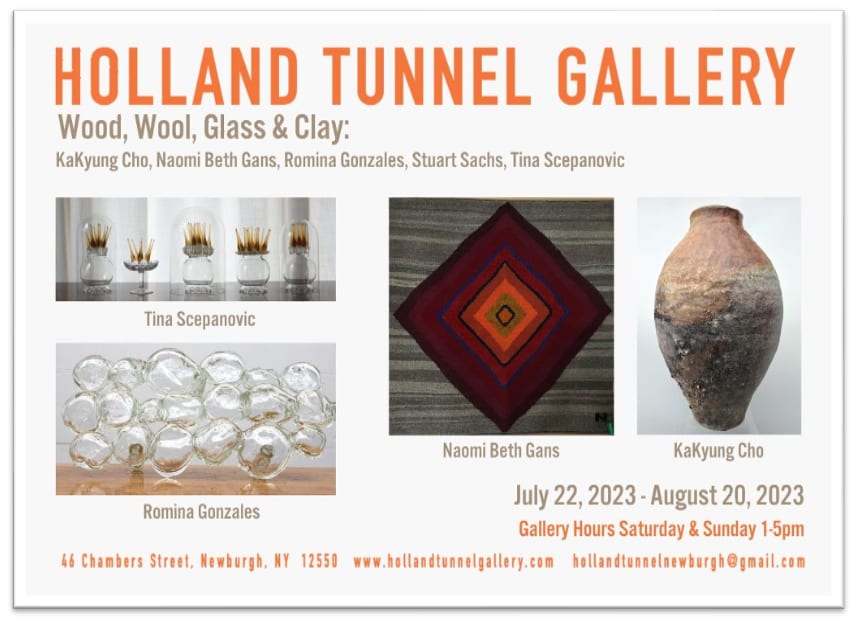 HOLLAND TUNNEL GALLERY
Wood, Wool, Glass & Clay:
KaKyung Cho, Naomi Beth Gans, Romina Gonzales, Stuart Sachs, Tina Scepanovic
Tina Scepanovic
Romina Gonzales
Naomi Beth Gans
KaKyung Cho
July 22, 2023 - August 20, 2023
Gallery Hours Saturday & Sunday 1-5pm
46 Chambers Street, Newburgh, NY 12550 www.hollandtunnelgallery.com hollandtunnelnewburgh@gmail.com